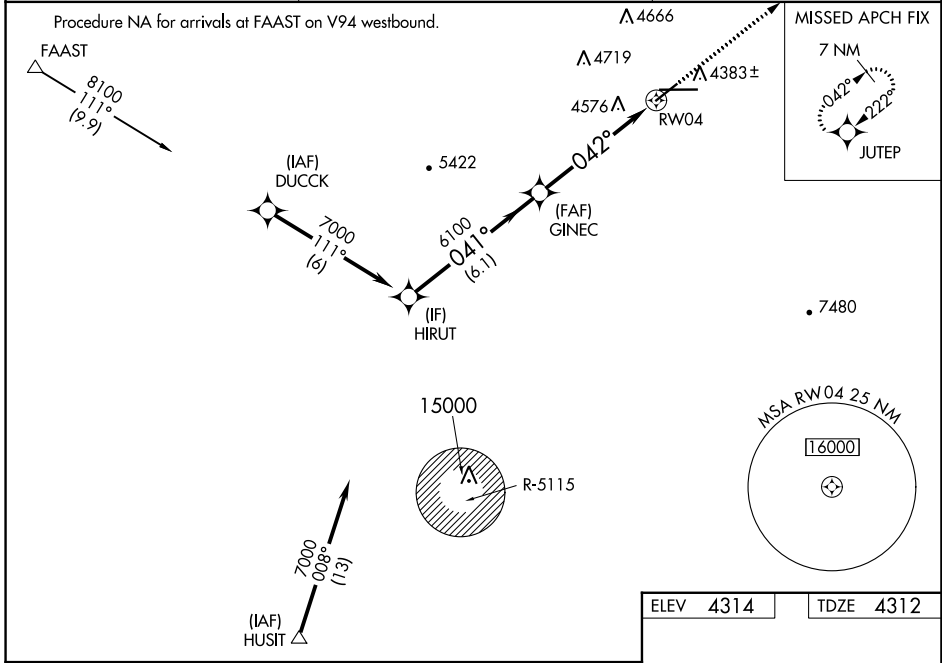 Procedure NA for arrivals at FAAST on V94 westbound.
FAAST
8100
111°
(9.9)
(IAF)
DUCCK
7000
111°
(6)
5422
4666
4719
4383±
4576
RW04
042°
(FAF)
GINEC
6100
041°
(6.1)
(IF)
HIRUT
7480
MISSED APCH FIX
7 NM
042°
222°
JUTEP
15000
R-5115
MSA RW04 25 NM
16000
7000
008°
(13)
(IAF)
HUSIT
ELEV 4314
TDZE 4312